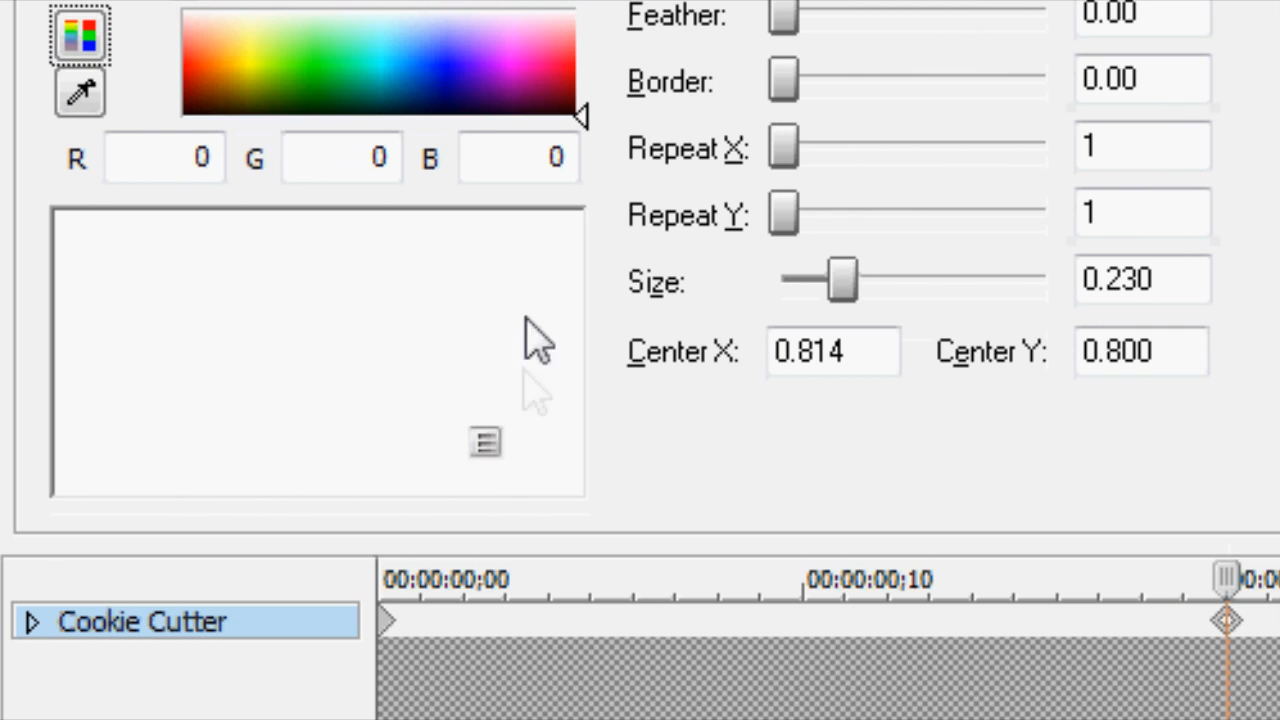 Feather: 0.00
Border: 0.00
R 0 G 0 B 0
Repeat X: 1
Repeat Y: 1
Size: 0.230
Center X: 0.814 Center Y: 0.800
00:00:00;00 00:00:00;10
Cookie Cutter